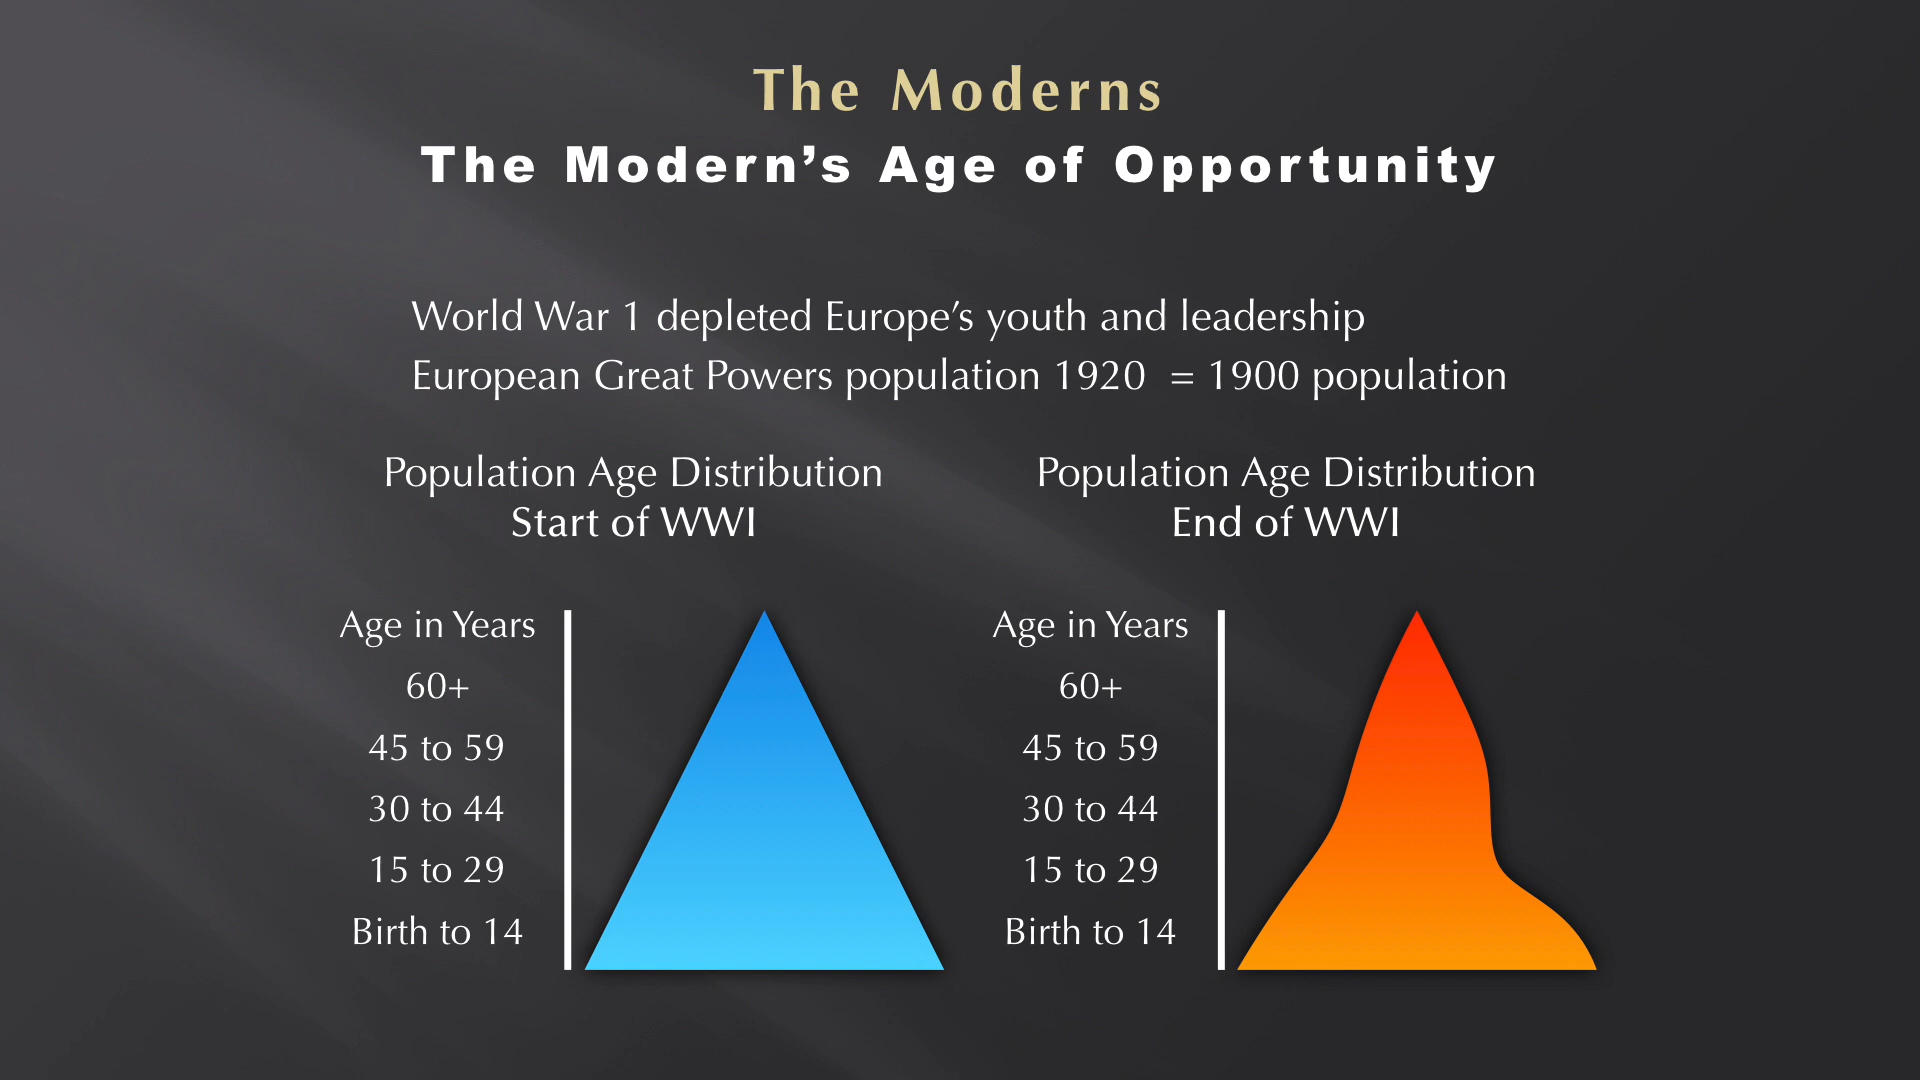 The Moderns
The Modern’s Age of Opportunity
World War 1 depleted Europe’s youth and leadership
European Great Powers population 1920 = 1900 population
Population Age Distribution
Start of WWI
Age in Years
60+
45 to 59
30 to 44
15 to 29
Birth to 14
Population Age Distribution
End of WWI
Age in Years
60+
45 to 59
30 to 44
15 to 29
Birth to 14